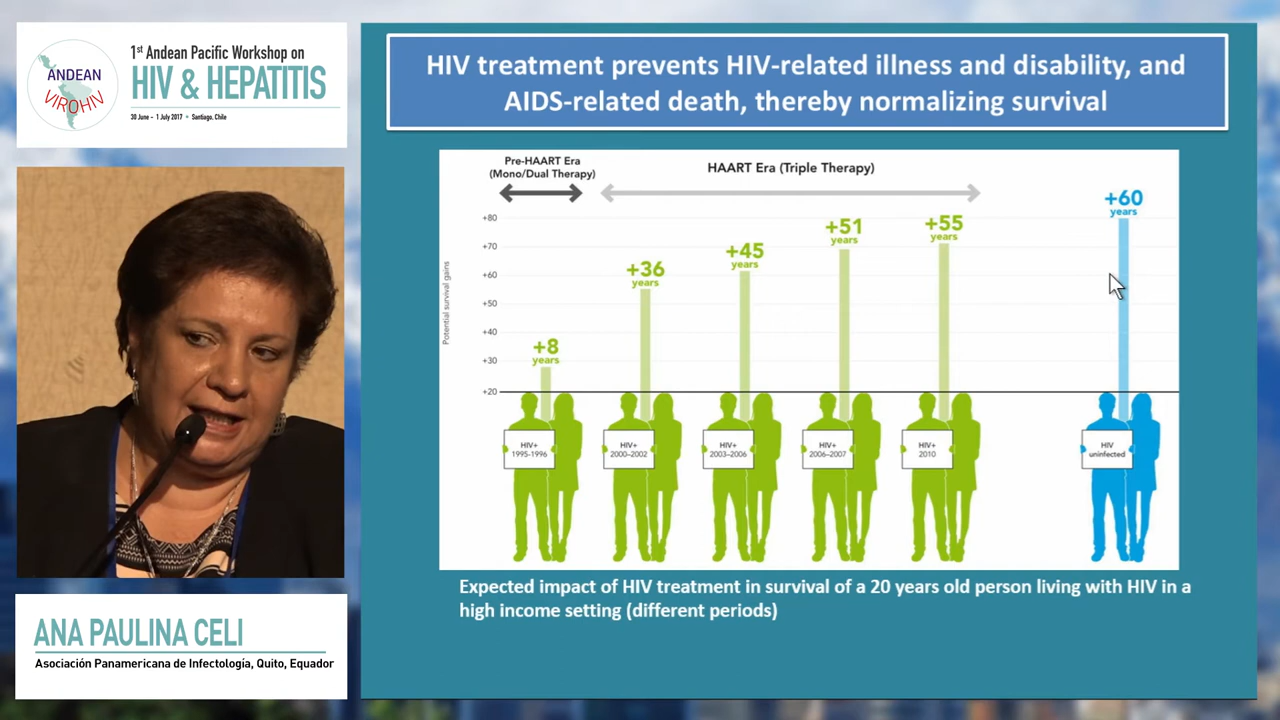 1st Andean Pacific Workshop on
HIV & HEPATITIS
30 June – 1 July 2017 • Santiago, Chile
ANDEAN
VIROHIV
HIV treatment prevents HIV-related illness and disability, and
AIDS-related death, thereby normalizing survival
Pre-HAART Era
(Mono/Dual Therapy)
HAART Era (Triple Therapy)
Potential survival gains
+80
+70
+60
+50
+40
+30
+20
+8
years
+36
years
+45
years
+51
years
+55
years
+60
years
HIV+
1995-1996
HIV+
2000–2002
HIV+
2003–2006
HIV+
2006–2007
HIV+
2010
HIV
uninfected
Expected impact of HIV treatment in survival of a 20 years old person living with HIV in a
high income setting (different periods)
ANA PAULINA CELI
Asociación Panamericana de Infectología, Quito, Equador